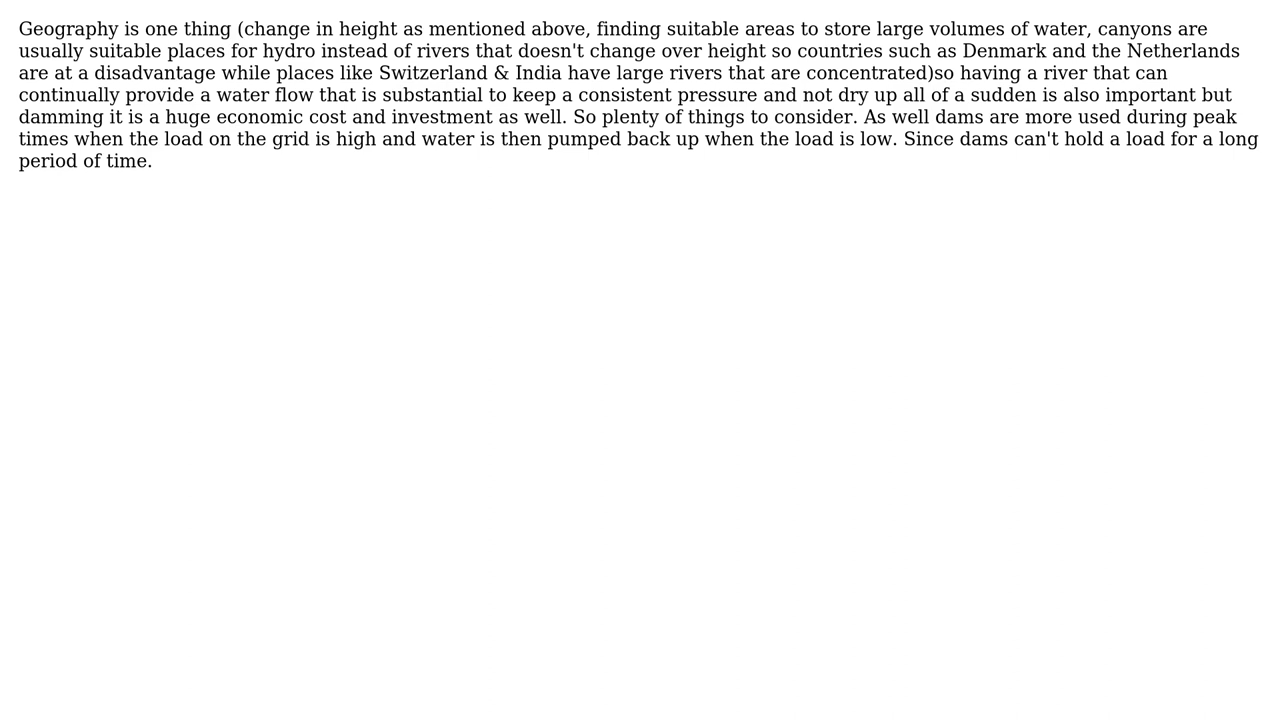 Geography is one thing (change in height as mentioned above, finding suitable areas to store large volumes of water, canyons are
usually suitable places for hydro instead of rivers that doesn't change over height so countries such as Denmark and the Netherlands
are at a disadvantage while places like Switzerland & India have large rivers that are concentrated)so having a river that can
continually provide a water flow that is substantial to keep a consistent pressure and not dry up all of a sudden is also important but
damming it is a huge economic cost and investment as well. So plenty of things to consider. As well dams are more used during peak
times when the load on the grid is high and water is then pumped back up when the load is low. Since dams can't hold a load for a long
period of time.